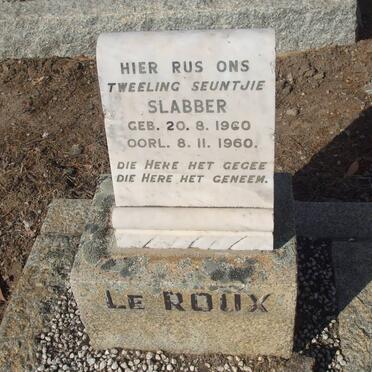 HIER RUS ONS
TWEELING SEUNTJIE
SLABBER
GEB. 20. 8. 1960
OORL. 8. 11. 1960.
DIE HERE HET GEGEE
DIE HERE HET GENEEM.
LE ROUX